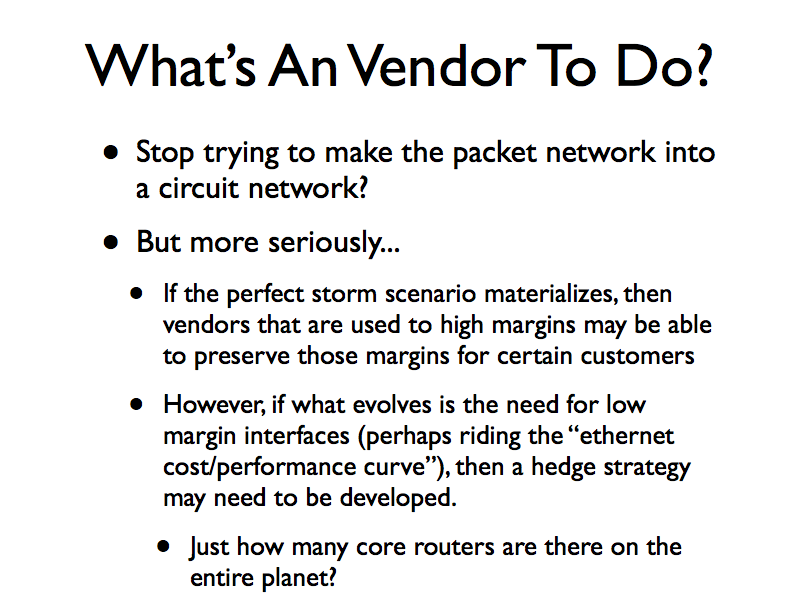 What’s An Vendor To Do?
• Stop trying to make the packet network into
a circuit network?
• But more seriously...
• If the perfect storm scenario materializes, then
vendors that are used to high margins may be able
to preserve those margins for certain customers
• However, if what evolves is the need for low
margin interfaces (perhaps riding the “ethernet
cost/performance curve”), then a hedge strategy
may need to be developed.
• Just how many core routers are there on the
entire planet?